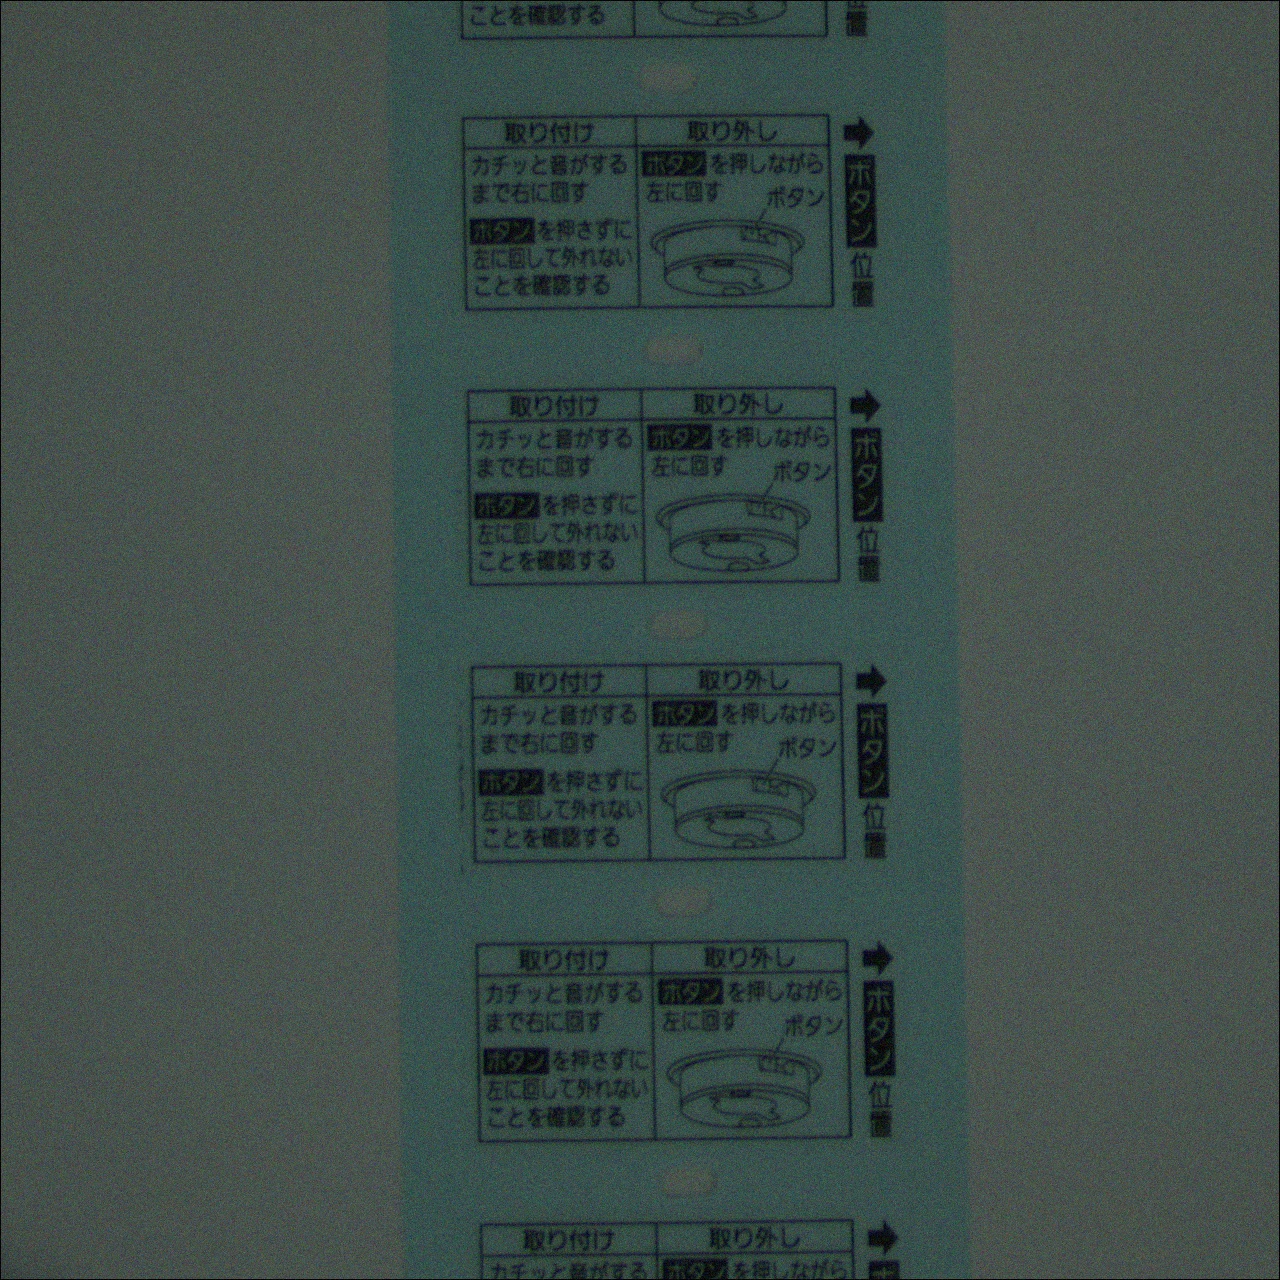 ことを確認する
位置
取り付け
カチッと音がする
まで右に回す
ボタンを押さずに
左に回して外れない
ことを確認する
取り外し
ボタンを押しながら
左に回す
ボタン
➡ボタン位置
取り付け
カチッと音がする
まで右に回す
ボタンを押さずに
左に回して外れない
ことを確認する
取り外し
ボタンを押しながら
左に回す
ボタン
➡ボタン位置
取り付け
カチッと音がする
まで右に回す
ボタンを押さずに
左に回して外れない
ことを確認する
取り外し
ボタンを押しながら
左に回す
ボタン
➡ボタン位置
取り付け
カチッと音がする
まで右に回す
ボタンを押さずに
左に回して外れない
ことを確認する
取り外し
ボタンを押しながら
左に回す
ボタン
➡ボタン位置
取り付け
カチッと音がする
取り外し
ボタンを押しながら
➡ボ